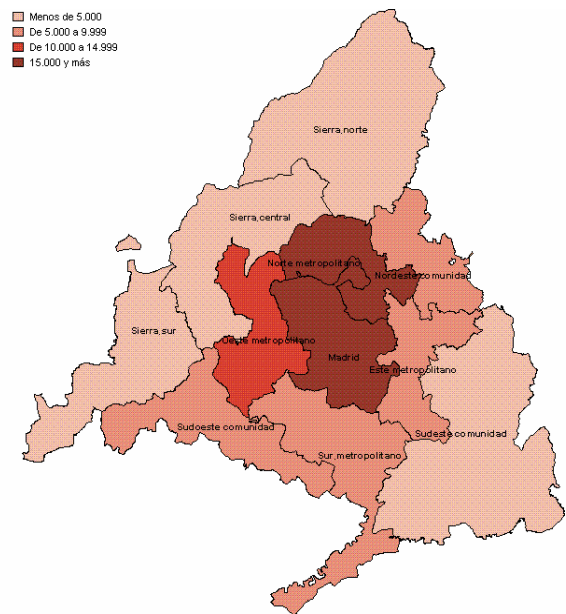 Menos de 5.000
De 5.000 a 9.999
De 10.000 a 14.999
15.000 y más
Sierra,norte
Sierra,central
Norte metropolitano
Nordeste comunidad
Sierra,sur
Oeste metropolitano
Madrid
Este metropolitano
Sudoeste comunidad
Sudeste comunidad
Sur,metropolitano